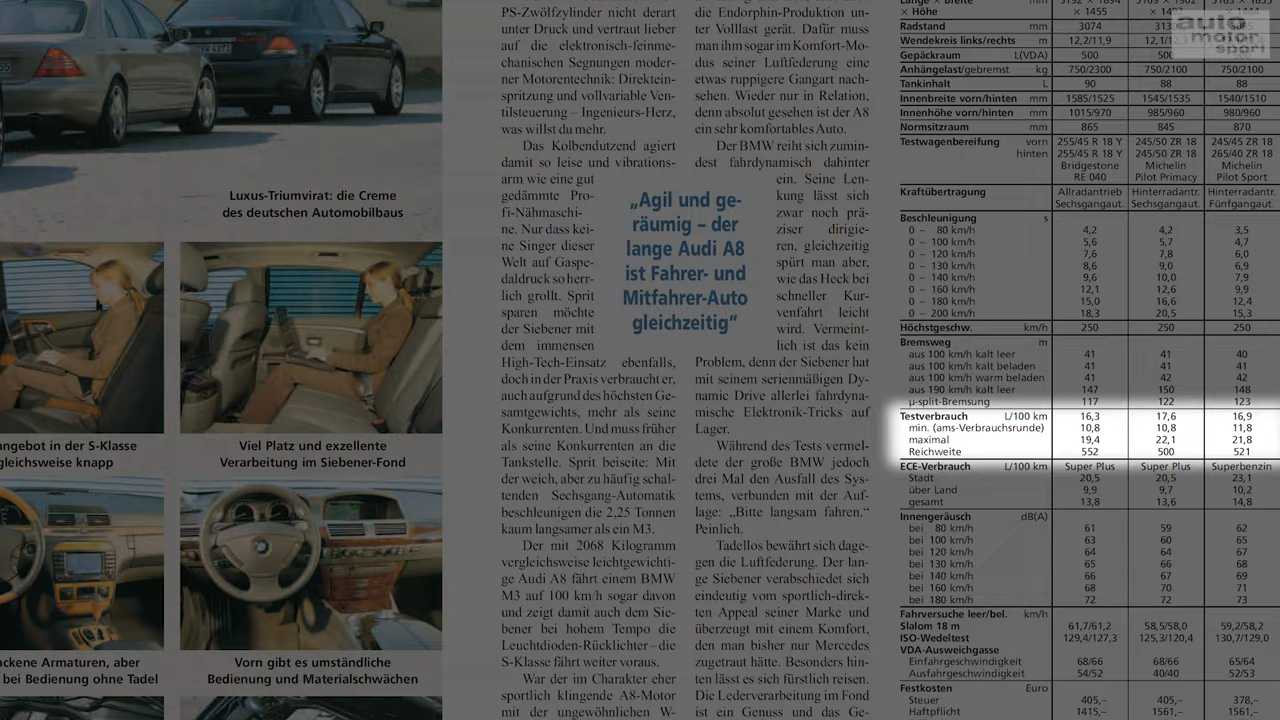 Luxus-Triumvirat: die Creme
des deutschen Automobilbaus
angebot in der S-Klasse
gleichsweise knapp
Viel Platz und exzellente
Verarbeitung im Siebener-Fond
ackene Armaturen, aber
bei Bedienung ohne Tadel
Vorn gibt es umständliche
Bedienung und Materialschwächen
PS-Zwölfzylinder nicht derart
unter Druck und vertraut lieber
auf die elektronisch-feinme-
chanischen Segnungen moder-
ner Motorentechnik: Direktein-
spritzung und vollvariable Ven-
tilsteuerung – Ingenieurs-Herz,
was willst du mehr.
Das Kolbendutzend agiert
damit so leise und vibrations-
arm wie eine gut
gedämmte Pro-
fi-Nähmaschi-
ne. Nur dass kei-
ne Singer dieser
Welt auf Gaspe-
daldruck so herr-
lich grollt. Sprit
sparen möchte
der Siebener mit
dem immensen
High-Tech-Einsatz ebenfalls,
doch in der Praxis verbraucht er,
auch aufgrund des höchsten Ge-
samtgewichts, mehr als seine
Konkurrenten. Und muss früher
als seine Konkurrenten an die
Tankstelle. Sprit beiseite: Mit
der weich, aber zu häufig schal-
tenden Sechsgang-Automatik
beschleunigen die 2,25 Tonnen
kaum langsamer als ein M3.
Der mit 2068 Kilogramm
vergleichsweise leichtgewichti-
ge Audi A8 fährt einem BMW
M3 auf 100 km/h sogar davon
und zeigt damit auch dem Sie-
bener bei hohem Tempo die
Leuchtdioden-Rücklichter – die
S-Klasse fährt weiter voraus.
War der im Charakter eher
sportlich klingende A8-Motor
mit der ungewöhnlichen W-
„Agil und ge-
räumig – der
lange Audi A8
ist Fahrer- und
Mitfahrer-Auto
gleichzeitig“
die Endorphin-Produktion un-
ter Volllast gerät. Dafür muss
man ihm sogar im Komfort-Mo-
dus seiner Luftfederung eine
etwas ruppigere Gangart nach-
sehen. Wieder nur in Relation,
denn absolut gesehen ist der A8
ein sehr komfortables Auto.
Der BMW reiht sich zumin-
dest fahrdynamisch dahinter
ein. Seine Len-
kung lässt sich
zwar noch prä-
ziser dirigie-
ren, gleichzeitig
spürt man aber,
wie das Heck bei
schneller Kur-
venfahrt leicht
wird. Vermeint-
lich ist das kein
Problem, denn der Siebener hat
mit seinem serienmäßigen Dy-
namic Drive allerlei fahrdyna-
mische Elektronik-Tricks auf
Lager.
Während des Tests vermel-
dete der große BMW jedoch
drei Mal den Ausfall des Sys-
tems, verbunden mit der Auf-
lage: „Bitte langsam fahren.“
Peinlich.
Tadellos bewährt sich dage-
gen die Luftfederung. Der lan-
ge Siebener verabschiedet sich
eindeutig vom sportlich-direk-
ten Appeal seiner Marke und
überzeugt mit einem Komfort,
den man bisher nur Mercedes
zugetraut hätte. Besonders hin-
ten lässt es sich fürstlich reisen.
Die Lederverarbeitung im Fond
ist ein Genuss und das Ge-
auto motor sport
× Höhe × 1455
Radstand mm 3074
Wendekreis links/rechts m 12,2/11,9
Gepäckraum L(VDA) 500 500
Anhängelast/gebremst kg 750/2300 750/2100 750/2100
Tankinhalt L 90 88 88
Innenbreite vorn/hinten mm 1585/1525 1545/1535 1540/1510
Innenhöhe vorn/hinten mm 1015/970 985/960 980/960
Normsitzraum mm 865 845 870
Testwagenbereifung vorn 255/45 R 18 Y 245/50 ZR 18 245/45 ZR 18
hinten 255/45 R 18 Y 245/50 ZR 18 265/40 ZR 18
Bridgestone Michelin Michelin
RE 040 Pilot Primacy Pilot Sport
Kraftübertragung Allradantrieb Hinterradantr. Hinterradantr.
Sechsgangaut. Sechsgangaut. Fünfgangaut.
Beschleunigung s
0 – 80 km/h 4,2 4,2 3,5
0 – 100 km/h 5,6 5,7 4,7
0 – 120 km/h 7,6 7,8 6,0
0 – 130 km/h 8,6 9,0 6,9
0 – 140 km/h 9,6 10,0 7,9
0 – 160 km/h 12,1 12,6 9,9
0 – 180 km/h 15,0 16,6 12,4
0 – 200 km/h 18,3 20,5 15,3
Höchstgeschw. km/h 250 250 250
Bremsweg m
aus 100 km/h kalt leer 41 41 40
aus 100 km/h kalt beladen 41 41 42
aus 100 km/h warm beladen 41 42 42
aus 190 km/h kalt leer 147 150 148
µ-split-Bremsung 117 122 123
Testverbrauch L/100 km 16,3 17,6 16,9
min. (ams-Verbrauchsrunde) 10,8 10,8 11,8
maximal 19,4 22,1 21,8
Reichweite 552 500 521
ECE-Verbrauch L/100 km Super Plus Super Plus Superbenzin
Stadt 20,5 20,5 23,1
über Land 9,9 9,7 10,2
gesamt 13,8 13,6 14,8
Innengeräusch dB(A)
bei 80 km/h 61 59 62
bei 100 km/h 63 60 65
bei 120 km/h 64 64 67
bei 130 km/h 65 66 68
bei 140 km/h 66 67 69
bei 160 km/h 68 70 71
bei 180 km/h 72 72 73
Fahrversuche leer/bel. km/h
Slalom 18 m 61,7/61,2 58,5/58,0 59,2/58,2
ISO-Wedeltest 129,4/127,3 125,3/120,4 130,7/129,0
VDA-Ausweichgasse
Einfahrgeschwindigkeit 68/66 68/66 65/64
Ausfahrgeschwindigkeit 54/52 40/40 52/53
Festkosten Euro
Steuer 405,– 405,– 378,–
Haftpflicht 1415,– 1561,– 1561,–